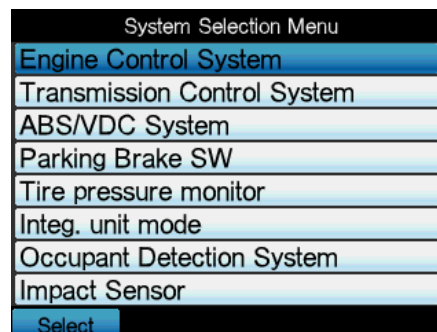 System Selection Menu
Engine Control System
Transmission Control System
ABS/VDC System
Parking Brake SW
Tire pressure monitor
Integ. unit mode
Occupant Detection System
Impact Sensor
Select